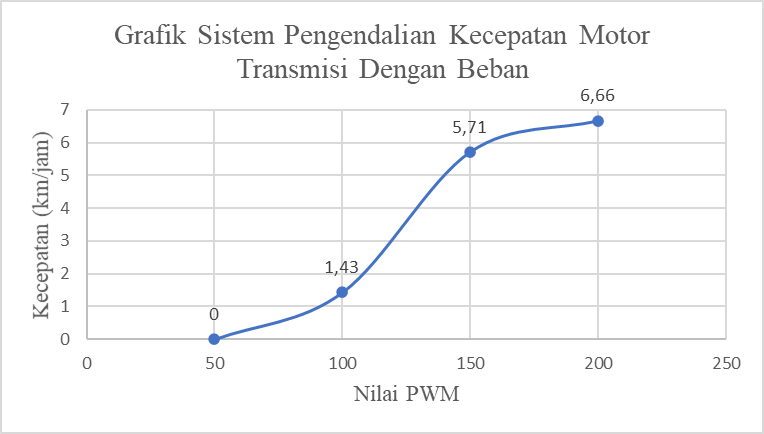 Grafik Sistem Pengendalian Kecepatan Motor
Transmisi Dengan Beban
Kecepatan (km/jam)
7
6
5
4
3
2
1
0
0
1,43
5,71
6,66
0 50 100 150 200 250
Nilai PWM